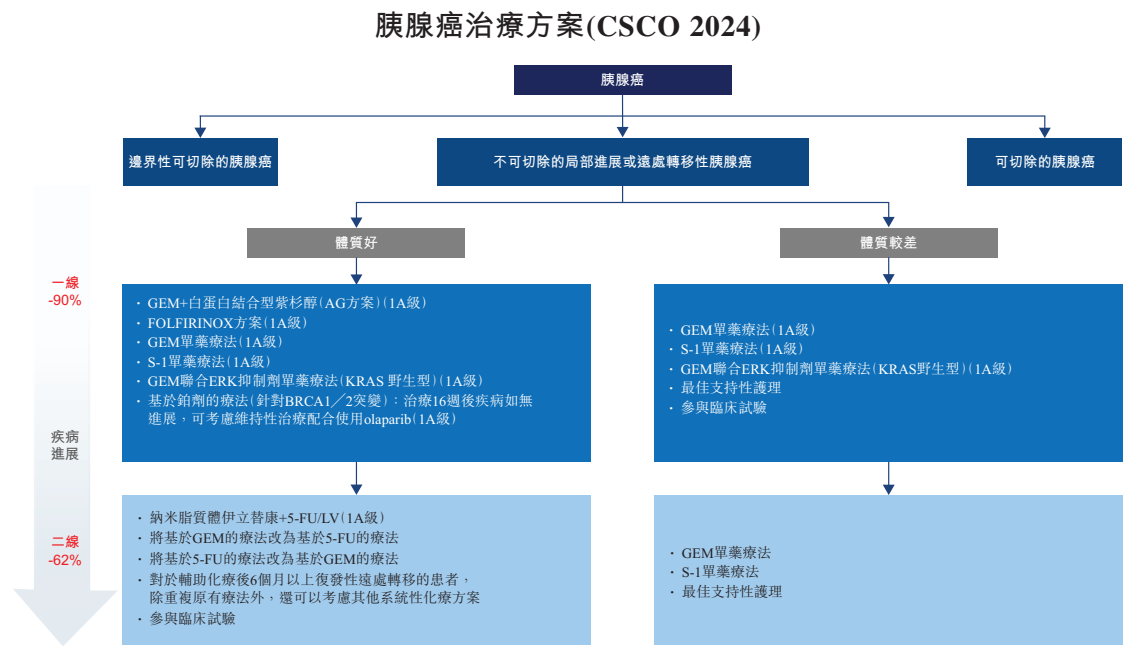 胰腺癌治療方案(CSCO 2024)
胰腺癌
邊界性可切除的胰腺癌
不可切除的局部進展或遠處轉移性胰腺癌
可切除的胰腺癌
體質好
體質較差
一線
-90%
· GEM+白蛋白結合型紫杉醇(AG方案)(1A級)
· FOLFIRINOX方案(1A級)
· GEM單藥療法(1A級)
· S-1單藥療法(1A級)
· GEM聯合ERK抑制劑單藥療法(KRAS 野生型)(1A級)
· 基於鉑劑的療法(針對BRCA1／2突變)：治療16週後疾病如無
進展，可考慮維持性治療配合使用olaparib(1A級)
· GEM單藥療法(1A級)
· S-1單藥療法(1A級)
· GEM聯合ERK抑制劑單藥療法(KRAS野生型)(1A級)
· 最佳支持性護理
· 參與臨床試驗
疾病
進展
二線
-62%
· 納米脂質體伊立替康+5-FU/LV(1A級)
· 將基於GEM的療法改為基於5-FU的療法
· 將基於5-FU的療法改為基於GEM的療法
· 對於輔助化療後6個月以上復發性遠處轉移的患者，
除重複原有療法外，還可以考慮其他系統性化療方案
· 參與臨床試驗
· GEM單藥療法
· S-1單藥療法
· 最佳支持性護理